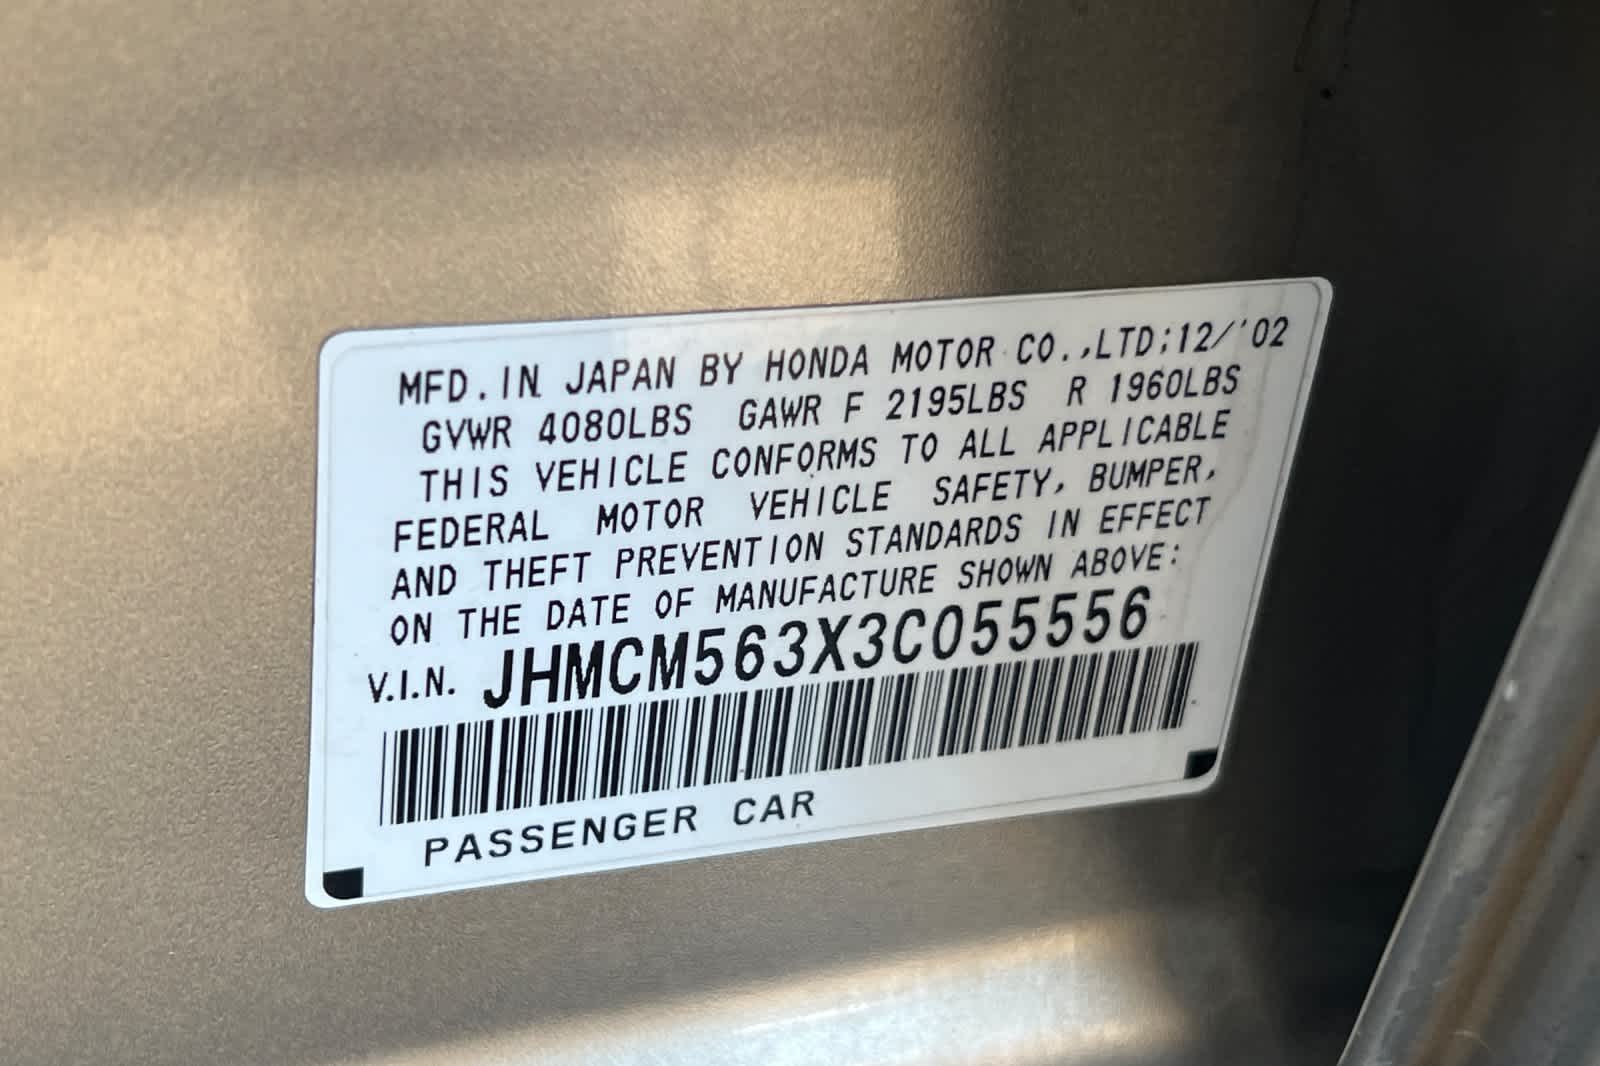 MFD. IN JAPAN BY HONDA MOTOR CO.,LTD;12/'02
GVWR 4080LBS GAWR F 2195LBS R 1960LBS
THIS VEHICLE CONFORMS TO ALL APPLICABLE
FEDERAL MOTOR VEHICLE SAFETY, BUMPER,
AND THEFT PREVENTION STANDARDS IN EFFECT
ON THE DATE OF MANUFACTURE SHOWN ABOVE:
V.I.N. JHMCM563X3C055556
PASSENGER CAR